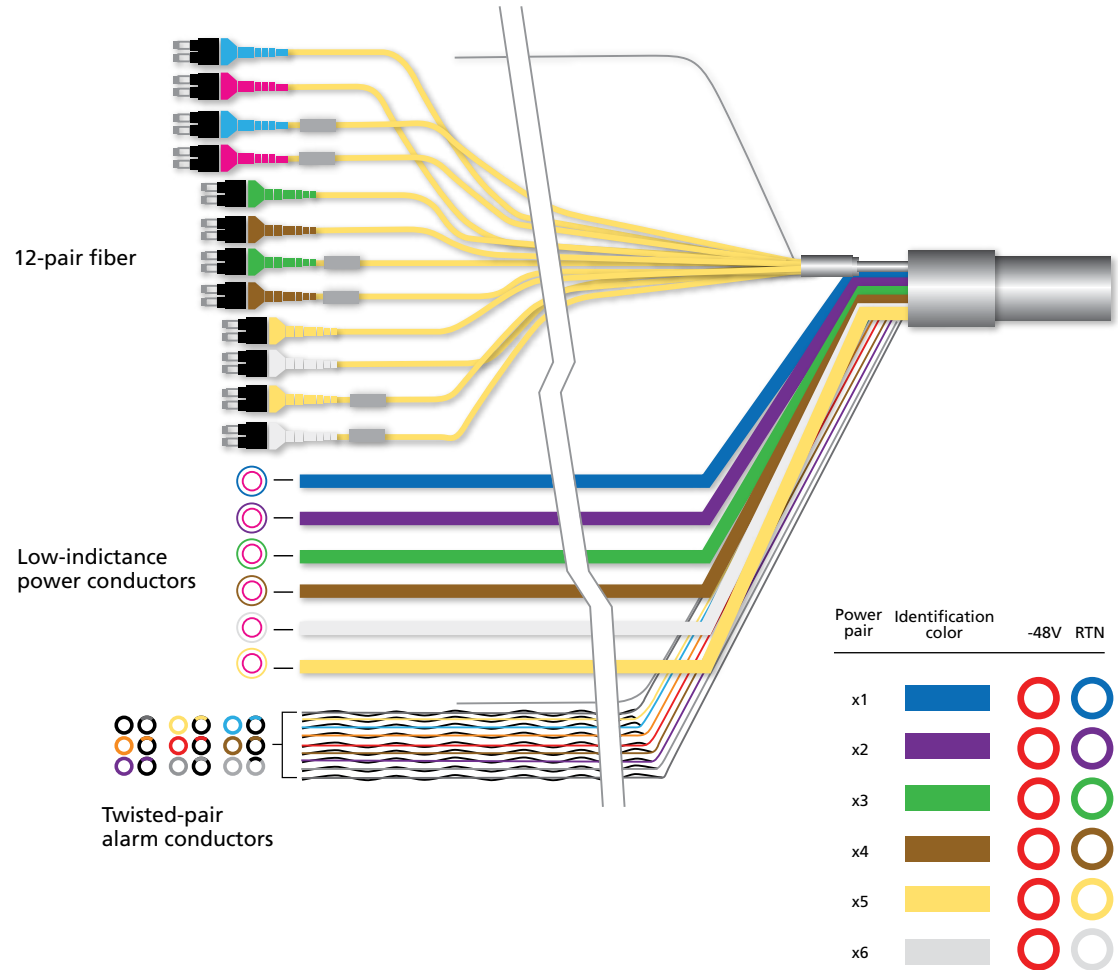 12-pair fiber
Low-indictance
power conductors
Twisted-pair
alarm conductors
Power
pair
Identification
color
-48V
RTN
x1
x2
x3
x4
x5
x6